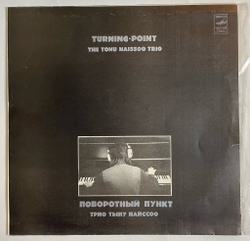 TURNING-POINT
THE TONU NAISSOO TRIO
ПОВОРОТНЫЙ ПУНКТ
ТРИО ТЫНУ НАЙССОО